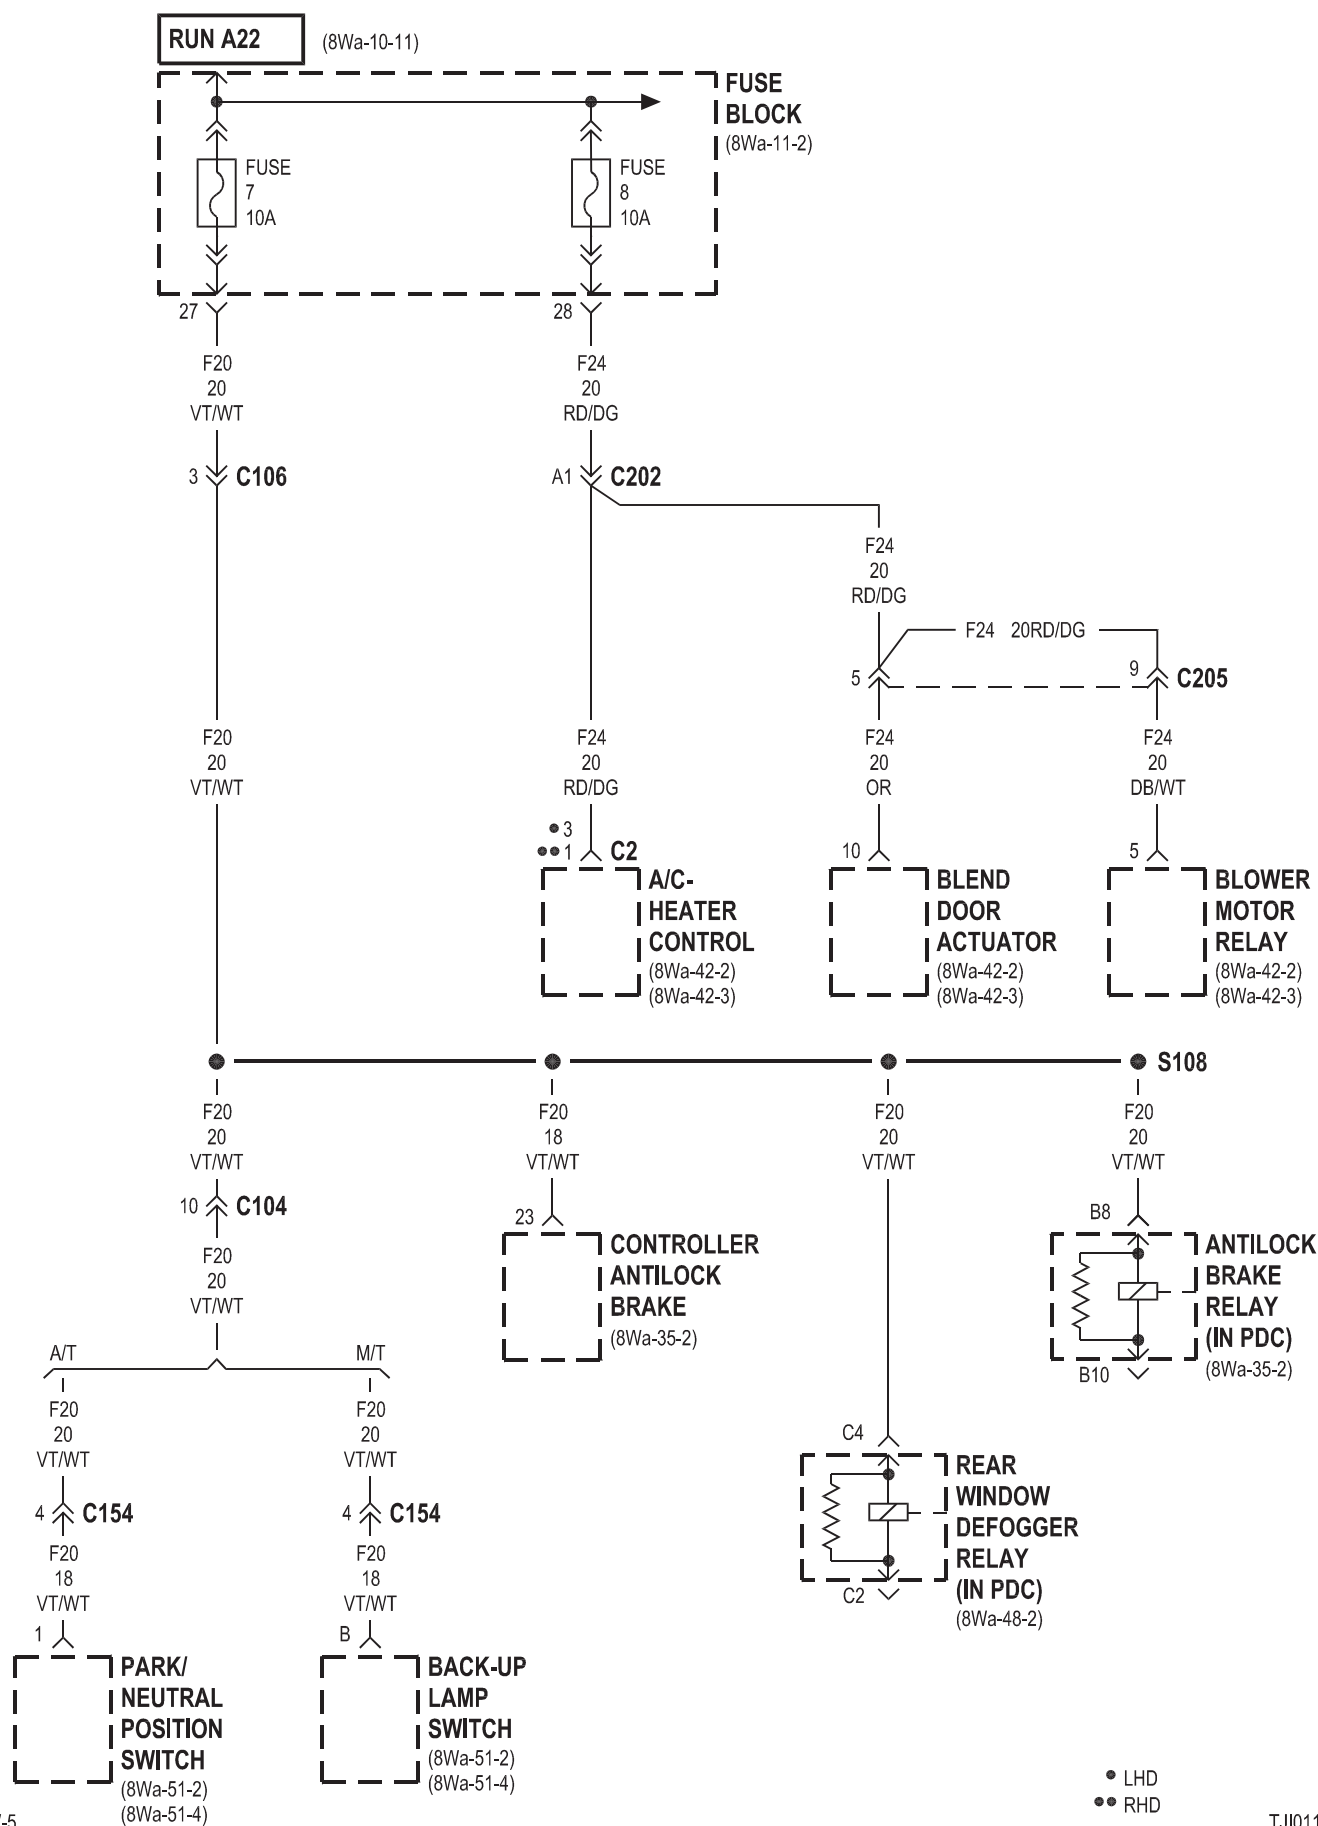 RUN A22
(8Wa-10-11)
FUSE
BLOCK
(8Wa-11-2)
FUSE
7
10A
FUSE
8
10A
27
28
F20
20
VT/WT
F24
20
RD/DG
3
C106
A1
C202
F24
20
RD/DG
F24 20RD/DG
5
9
C205
F20
20
VT/WT
F24
20
RD/DG
F24
20
OR
F24
20
DB/WT
3
1
C2
10
5
A/C-
HEATER
CONTROL
(8Wa-42-2)
(8Wa-42-3)
BLEND
DOOR
ACTUATOR
(8Wa-42-2)
(8Wa-42-3)
BLOWER
MOTOR
RELAY
(8Wa-42-2)
(8Wa-42-3)
S108
F20
20
VT/WT
F20
18
VT/WT
F20
20
VT/WT
F20
20
VT/WT
10
C104
23
B8
F20
20
VT/WT
CONTROLLER
ANTILOCK
BRAKE
(8Wa-35-2)
ANTILOCK
BRAKE
RELAY
(IN PDC)
(8Wa-35-2)
B10
A/T
M/T
F20
20
VT/WT
F20
20
VT/WT
C4
4
C154
4
C154
REAR
WINDOW
DEFOGGER
RELAY
(IN PDC)
(8Wa-48-2)
C2
F20
18
VT/WT
F20
18
VT/WT
1
B
PARK/
NEUTRAL
POSITION
SWITCH
(8Wa-51-2)
(8Wa-51-4)
BACK-UP
LAMP
SWITCH
(8Wa-51-2)
(8Wa-51-4)
LHD
RHD
-5
TJI011